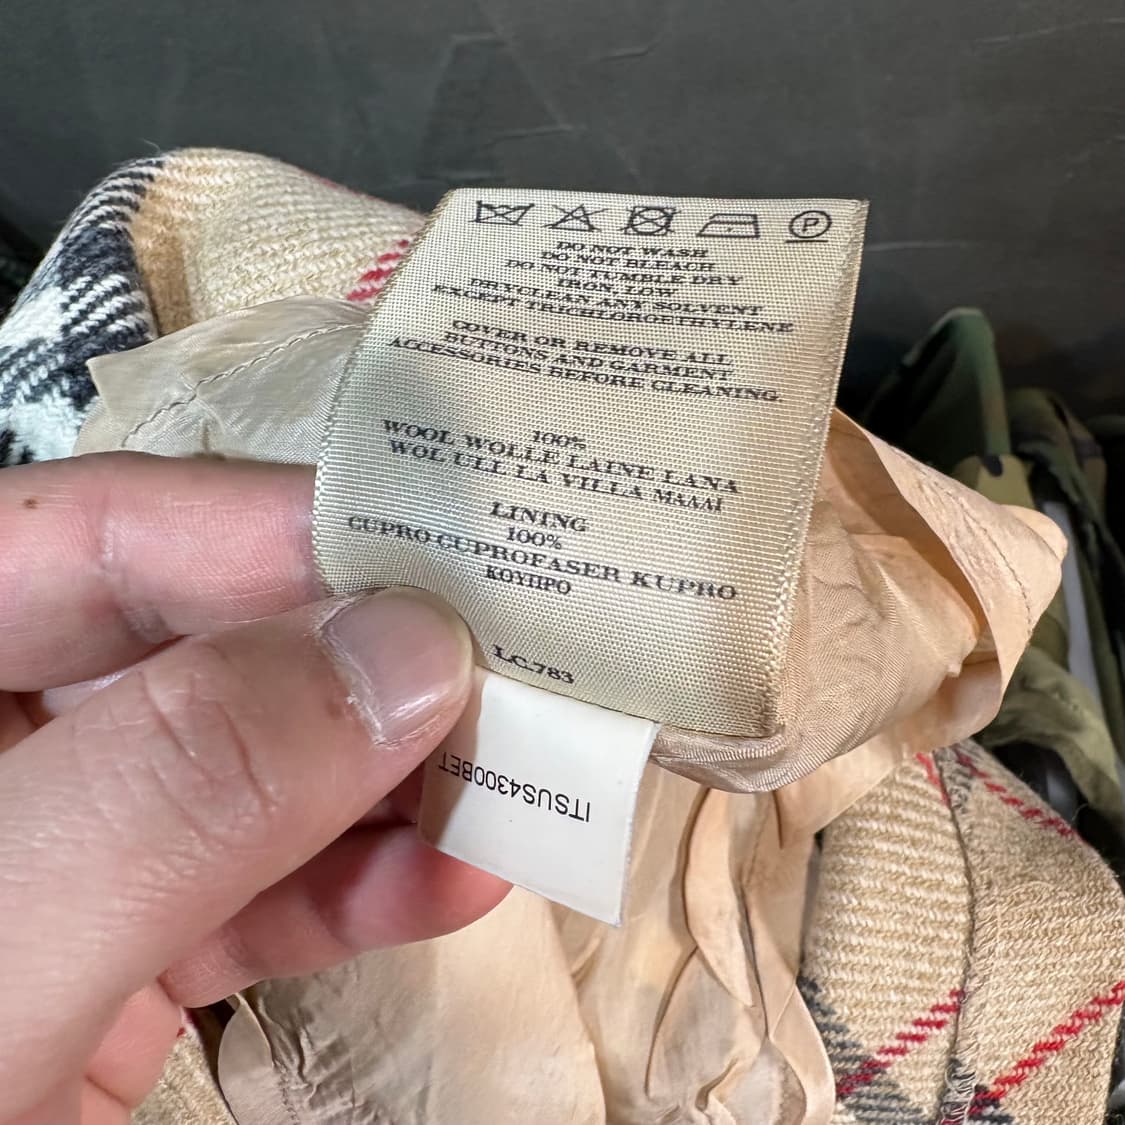 P
DO NOT WASH
DO NOT BLEACH
DO NOT TUMBLE DRY
IRON, LOW
DRYCLEAN ANY SOLVENT
EXCEPT TRICHLOROETHYLENE
COVER OR REMOVE ALL
BUTTONS AND GARMENT
ACCESSORIES BEFORE CLEANING.
100%
WOOL WOLLE LAINE LANA
WOL ULL LA VILLA ΜΑΛΛΙ
LINING
100%
CUPRO CUPROFASER KUPRO
ΚΟΥΠΡΟ
LC-783
ITSUS4300BET